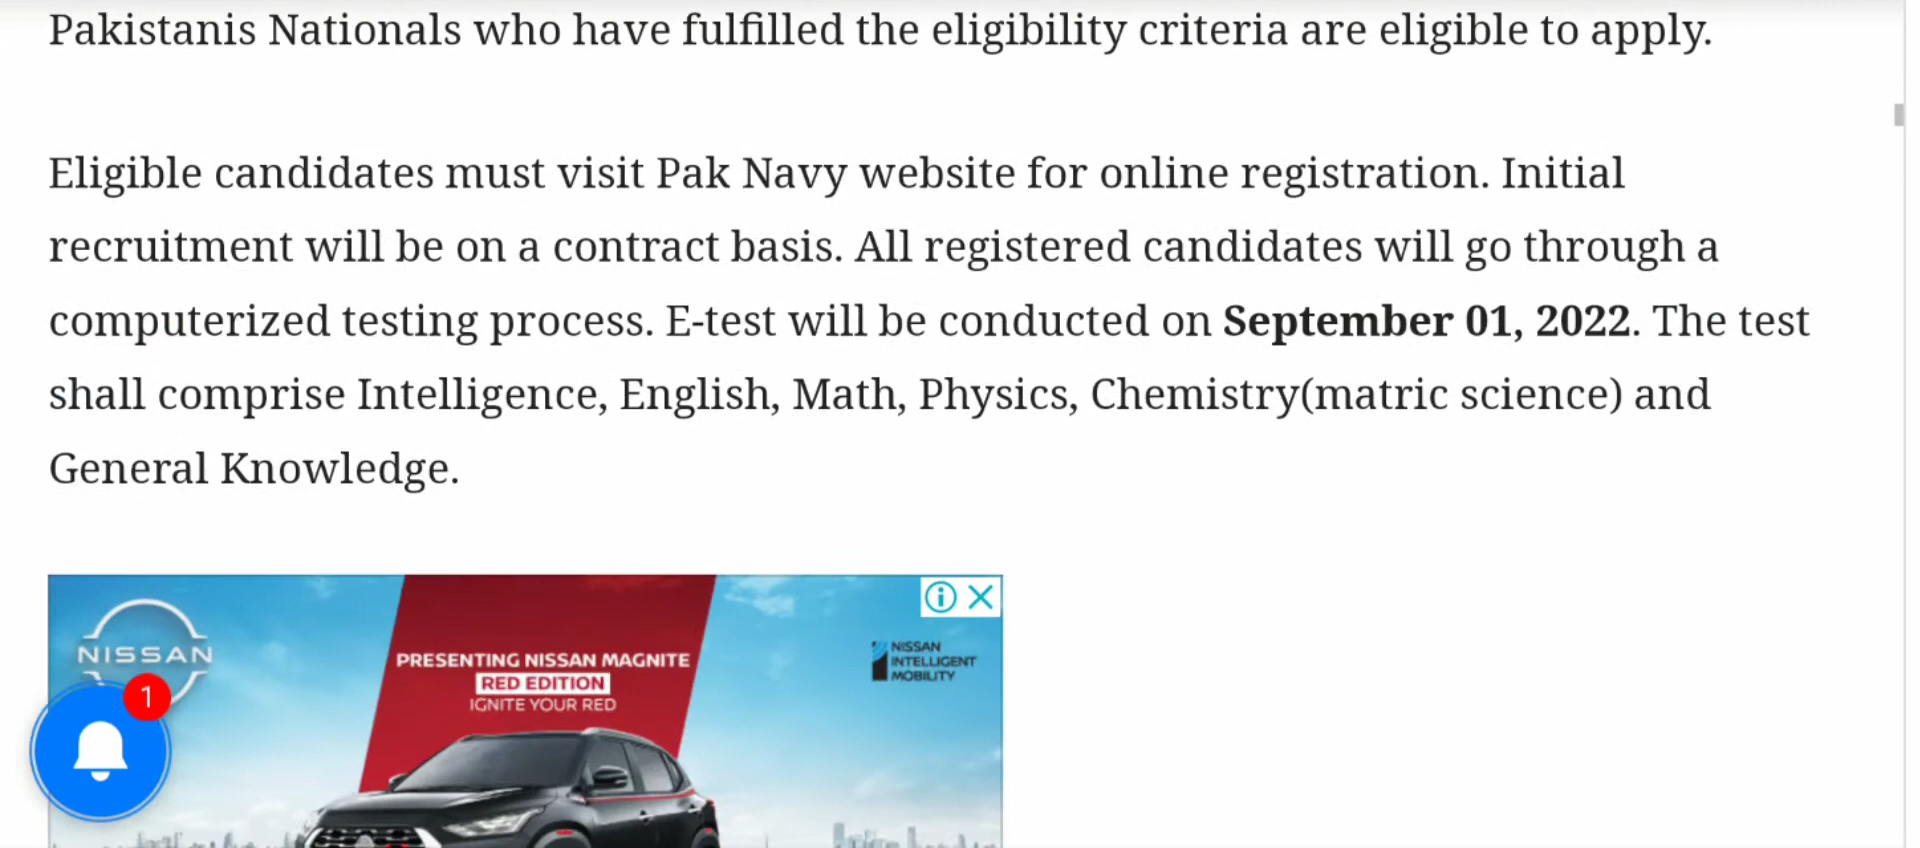 Pakistanis Nationals who have fulfilled the eligibility criteria are eligible to apply.
Eligible candidates must visit Pak Navy website for online registration. Initial
recruitment will be on a contract basis. All registered candidates will go through a
computerized testing process. E-test will be conducted on September 01, 2022. The test
shall comprise Intelligence, English, Math, Physics, Chemistry(matric science) and
General Knowledge.
NISSAN
PRESENTING NISSAN MAGNITE
RED EDITION
IGNITE YOUR RED
NISSAN
INTELLIGENT
MOBILITY
1